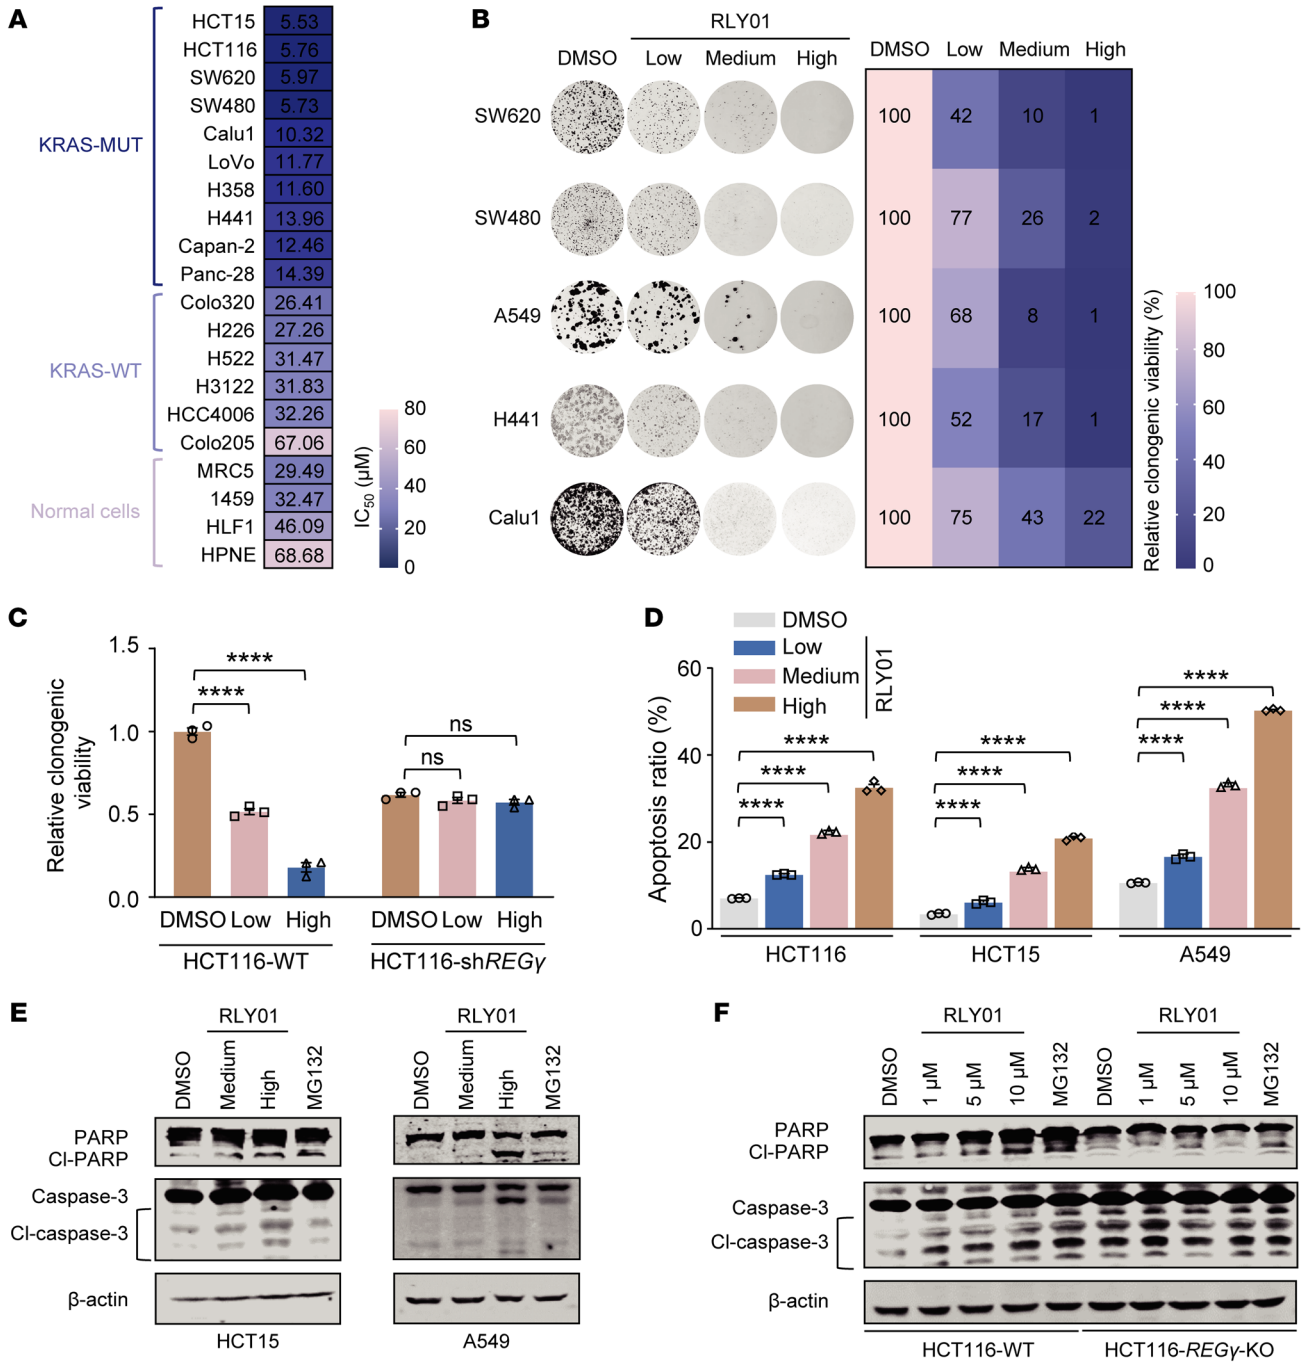 A
KRAS-MUT
HCT15 5.53
HCT116 5.76
SW620 5.97
SW480 5.73
Calu1 10.32
LoVo 11.77
H358 11.60
H441 13.96
Capan-2 12.46
Panc-28 14.39
KRAS-WT
Colo320 26.41
H226 27.26
H522 31.47
H3122 31.83
HCC4006 32.26
Colo205 67.06
Normal cells
MRC5 29.49
1459 32.47
HLF1 46.09
HPNE 68.68
IC50 (µM)
80
60
40
20
0
B
RLY01
DMSO Low Medium High
SW620
SW480
A549
H441
Calu1
DMSO Low Medium High
100 42 10 1
100 77 26 2
100 68 8 1
100 52 17 1
100 75 43 22
Relative clonogenic viability (%)
100
80
60
40
20
0
C
Relative clonogenic
viability
1.5
1.0
0.5
0.0
****
****
ns
ns
DMSO Low High DMSO Low High
HCT116-WT HCT116-shREGγ
D
DMSO
Low
Medium
High
RLY01
Apoptosis ratio (%)
60
40
20
0
**** **** ****
**** **** ****
**** **** ****
HCT116 HCT15 A549
E
RLY01 RLY01
DMSO Medium High MG132 DMSO Medium High MG132
PARP
Cl-PARP
Caspase-3
Cl-caspase-3
β-actin
HCT15 A549
F
RLY01 RLY01
DMSO 1 µM 5 µM 10 µM MG132 DMSO 1 µM 5 µM 10 µM MG132
PARP
Cl-PARP
Caspase-3
Cl-caspase-3
β-actin
HCT116-WT HCT116-REGγ-KO